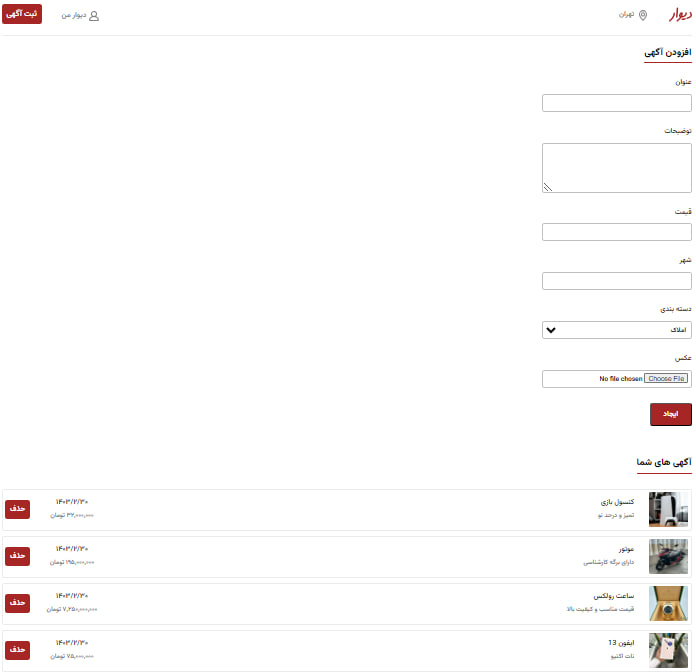 دیوار
تهران
دیوار من
ثبت آگهی
افزودن آگهی
عنوان
توضیحات
قیمت
شهر
دسته بندی
املاک
عکس
Choose File No file chosen
ایجاد
آگهی های شما
کنسول بازی
تمیز و درحد نو
۱۴۰۳/۲/۳۰
۳۲,۰۰۰,۰۰۰ تومان
حذف
موتور
دارای برگه کارشناسی
۱۴۰۳/۲/۳۰
۱۹۵,۰۰۰,۰۰۰ تومان
حذف
ساعت رولکس
قیمت مناسب و کیفیت بالا
۱۴۰۳/۲/۳۰
۷,۲۵۰,۰۰۰,۰۰۰ تومان
حذف
ایفون 13
نات اکتیو
۱۴۰۳/۲/۳۰
۷۵,۰۰۰,۰۰۰ تومان
حذف